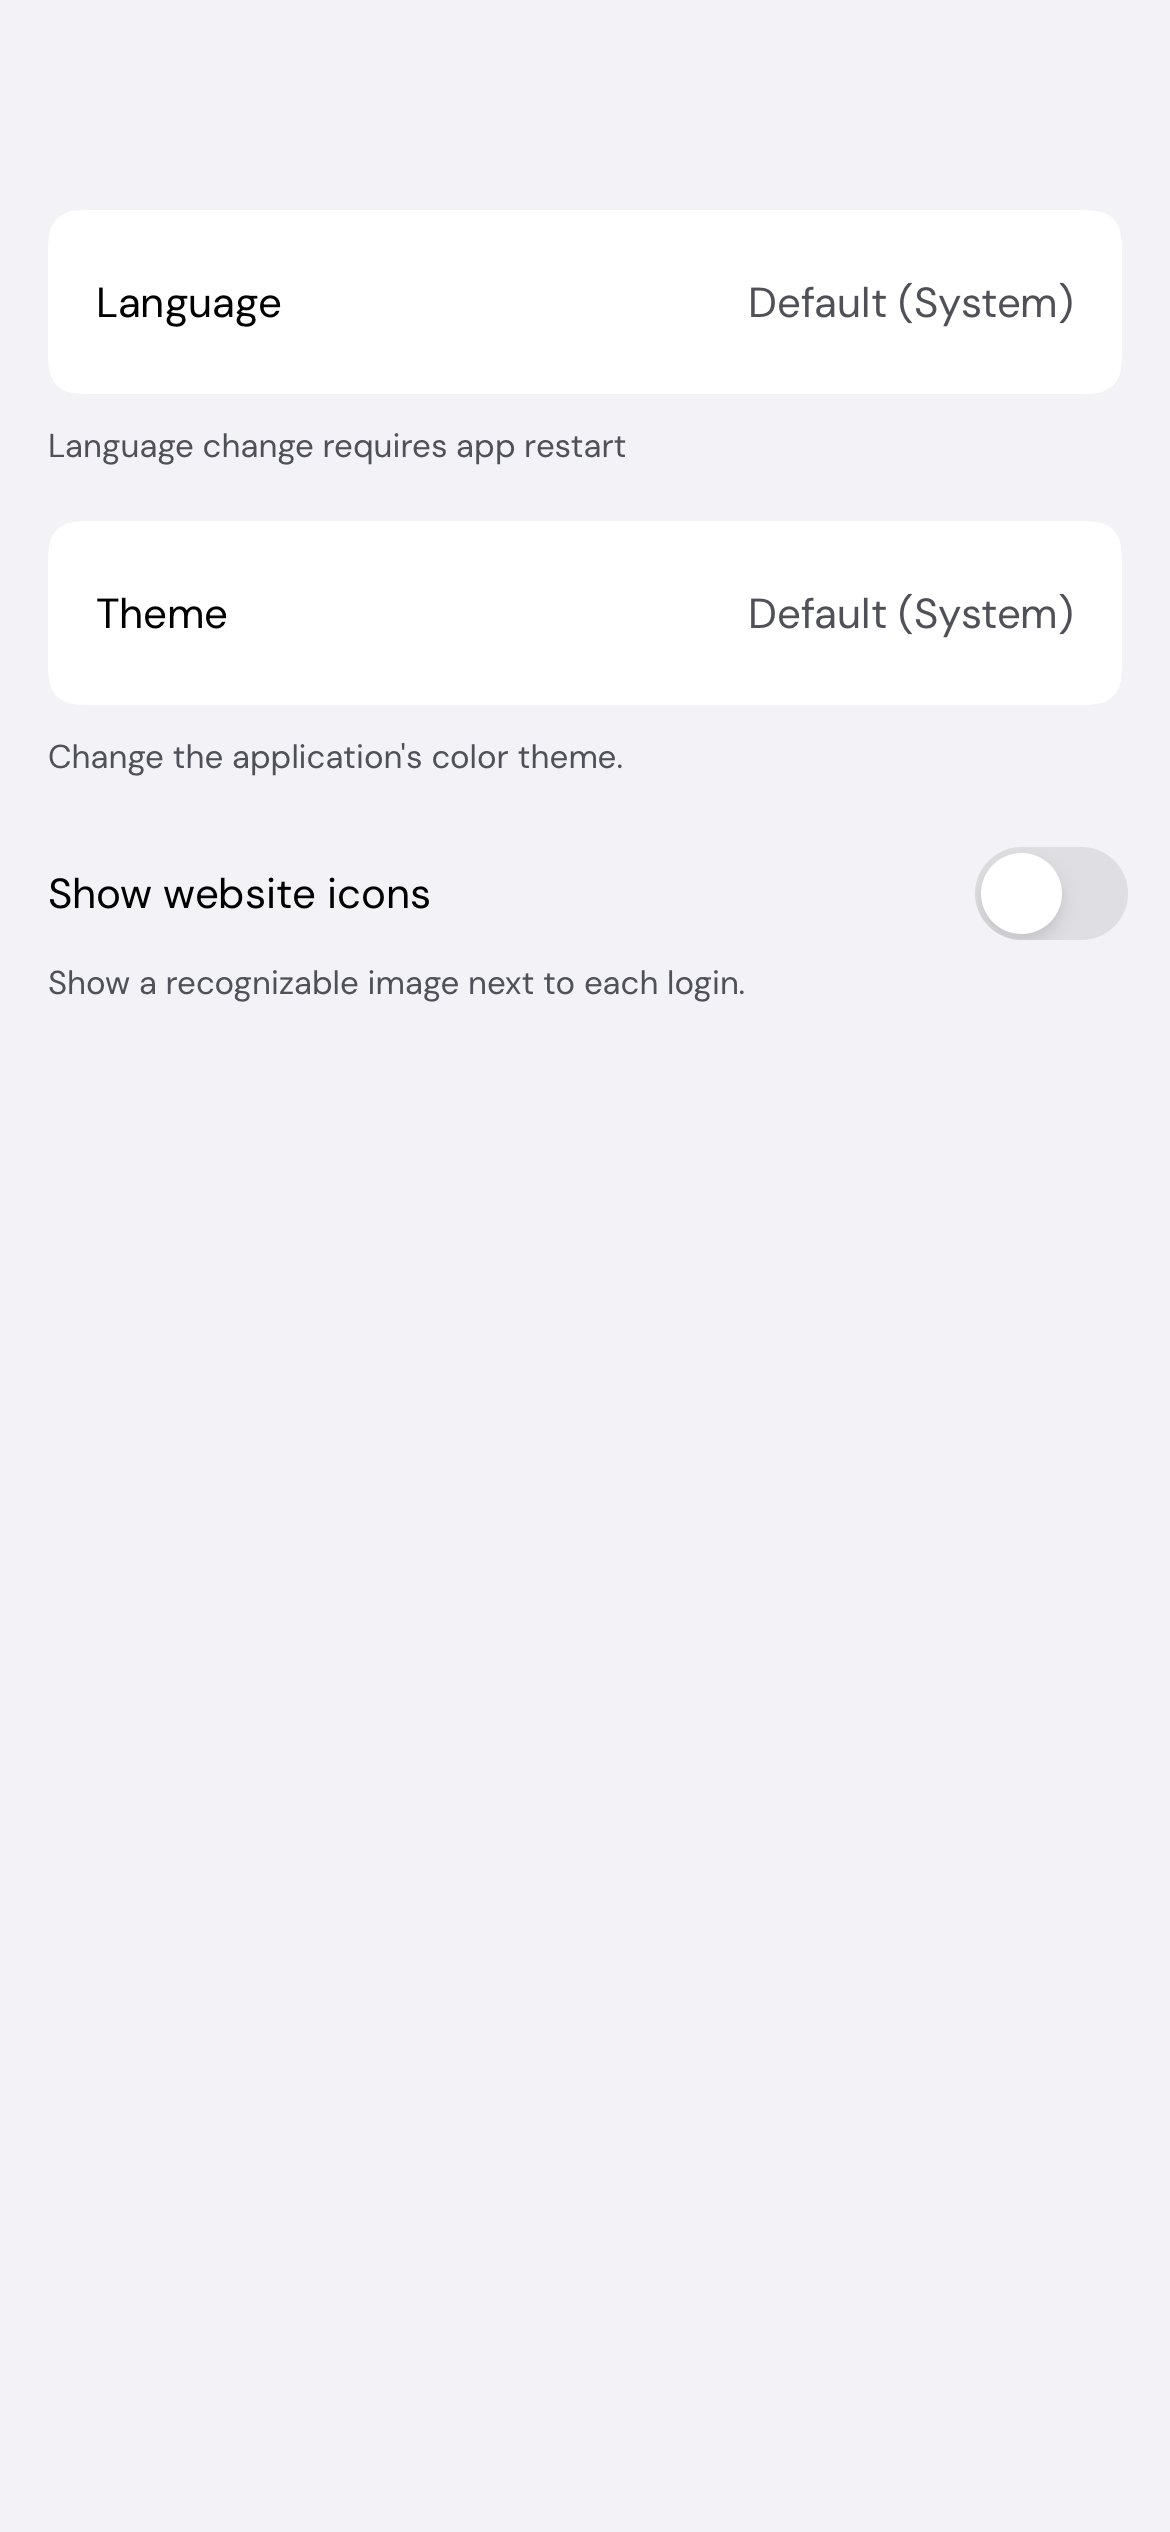 Language
Default (System)
Language change requires app restart
Theme
Default (System)
Change the application's color theme.
Show website icons
Show a recognizable image next to each login.